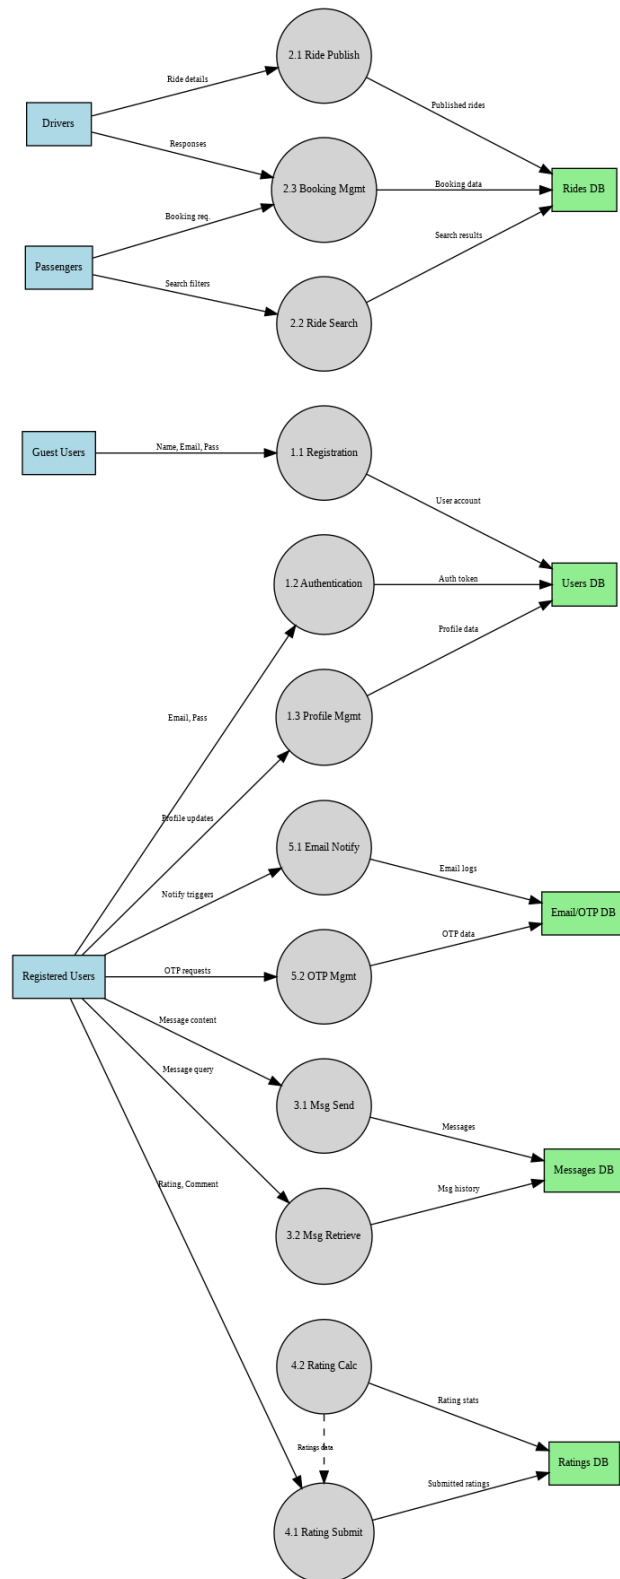 2.1 Ride Publish
Ride details
Published rides
Drivers
Responses
2.3 Booking Mgmt
Booking data
Rides DB
Booking req.
Search results
Passengers
Search filters
2.2 Ride Search
Guest Users
Name, Email, Pass
1.1 Registration
User account
1.2 Authentication
Auth token
Users DB
Profile data
Email, Pass
1.3 Profile Mgmt
Profile updates
5.1 Email Notify
Email logs
Notify triggers
Email/OTP DB
OTP data
Registered Users
OTP requests
5.2 OTP Mgmt
Message content
Message query
3.1 Msg Send
Messages
Messages DB
Rating, Comment
Msg history
3.2 Msg Retrieve
4.2 Rating Calc
Rating stats
Ratings data
Ratings DB
Submitted ratings
4.1 Rating Submit